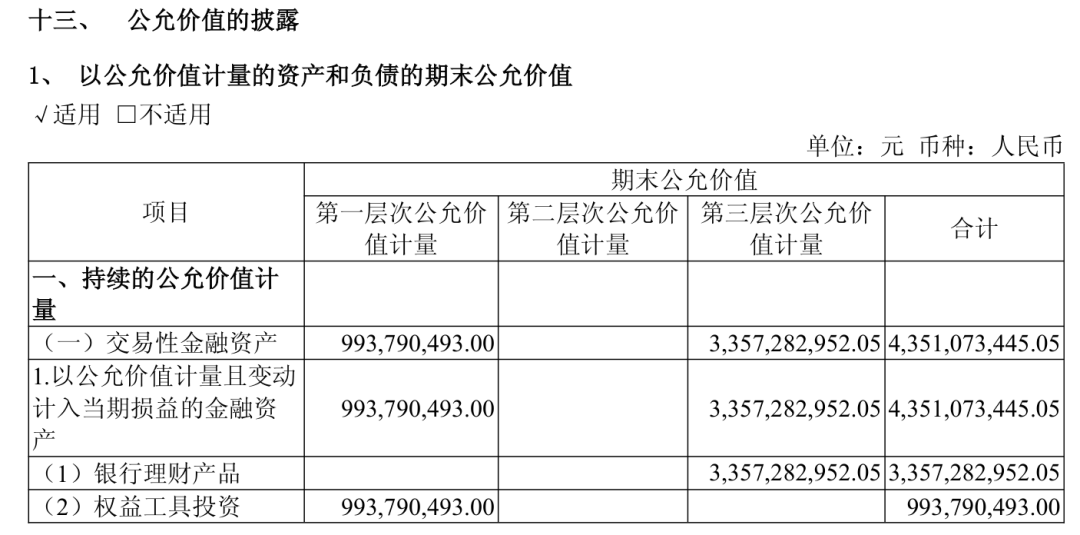 十三、 公允价值的披露
1、 以公允价值计量的资产和负债的期末公允价值
√适用 □不适用
单位：元 币种：人民币
项目 期末公允价值
第一层次公允价值计量 第二层次公允价值计量 第三层次公允价值计量 合计
一、持续的公允价值计量
（一）交易性金融资产 993,790,493.00 3,357,282,952.05 4,351,073,445.05
1.以公允价值计量且变动计入当期损益的金融资产 993,790,493.00 3,357,282,952.05 4,351,073,445.05
（1）银行理财产品 3,357,282,952.05 3,357,282,952.05
（2）权益工具投资 993,790,493.00 993,790,493.00